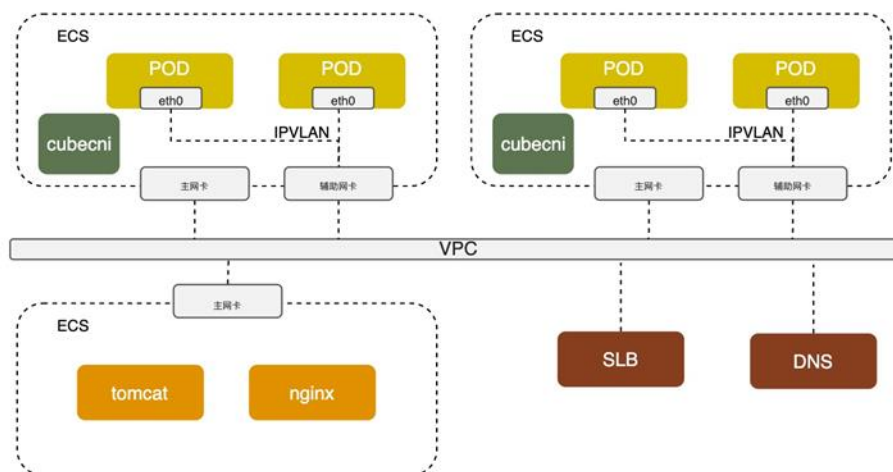 ECS
POD
POD
eth0
eth0
IPVLAN
cubecni
主网卡
辅助网卡
ECS
POD
POD
eth0
eth0
IPVLAN
cubecni
主网卡
辅助网卡
VPC
主网卡
ECS
tomcat
nginx
SLB
DNS